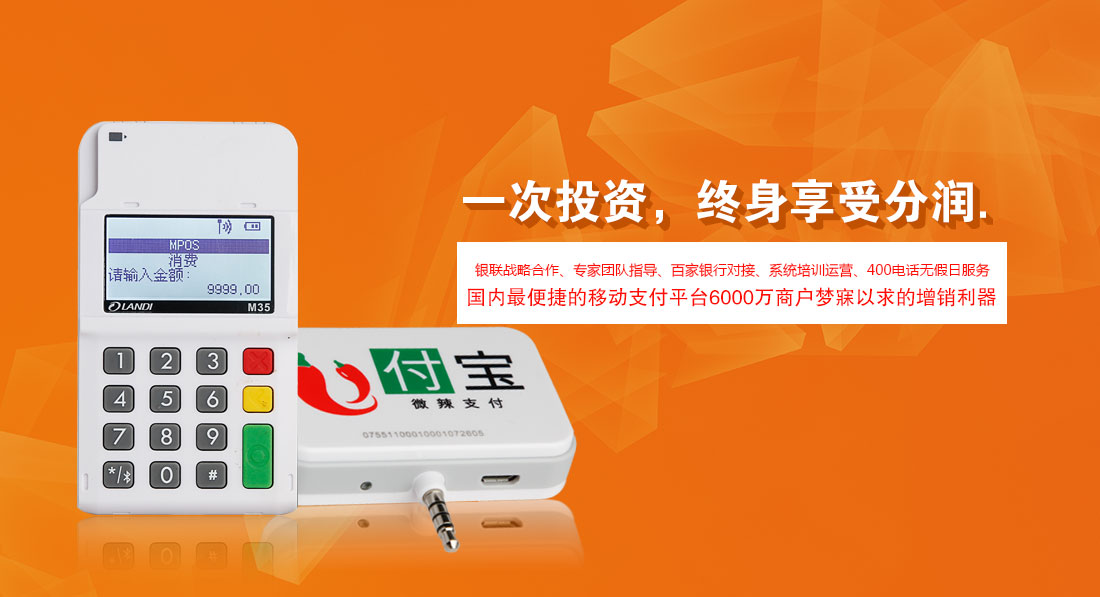 一次投资，终身享受分润.
银联战略合作、专家团队指导、百家银行对接、系统培训运营、400电话无假日服务
国内最便捷的移动支付平台6000万商户梦寐以求的增销利器
MPOS
消费
请输入金额:
9999.00
LANDI M35
1 2 3
4 5 6
7 8 9
*/ 0 #
付宝
微辣支付
07551100010001072605